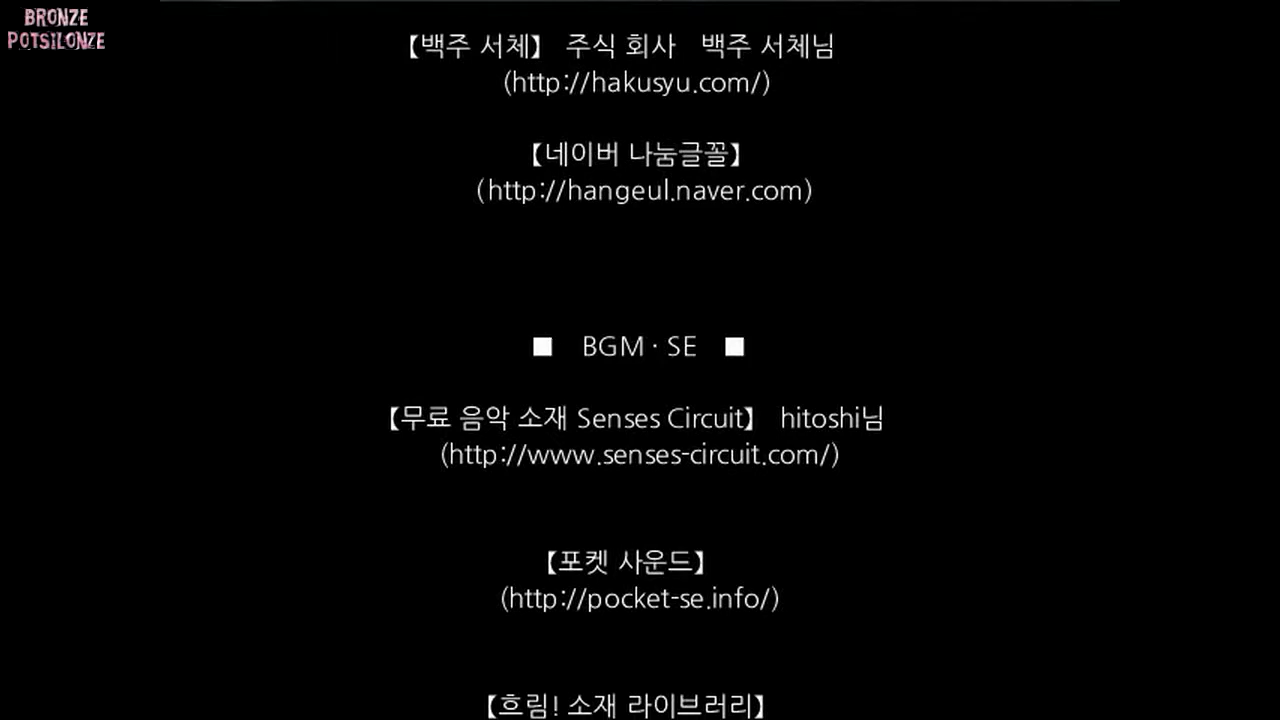 BRONZE
POTSILONZE
【백주 서체】 주식 회사 백주 서체님
(http://hakusyu.com/)
【네이버 나눔글꼴】
(http://hangeul.naver.com)
■ BGM · SE ■
【무료 음악 소재 Senses Circuit】 hitoshi님
(http://www.senses-circuit.com/)
【포켓 사운드】
(http://pocket-se.info/)
【흐림! 소재 라이브러리】